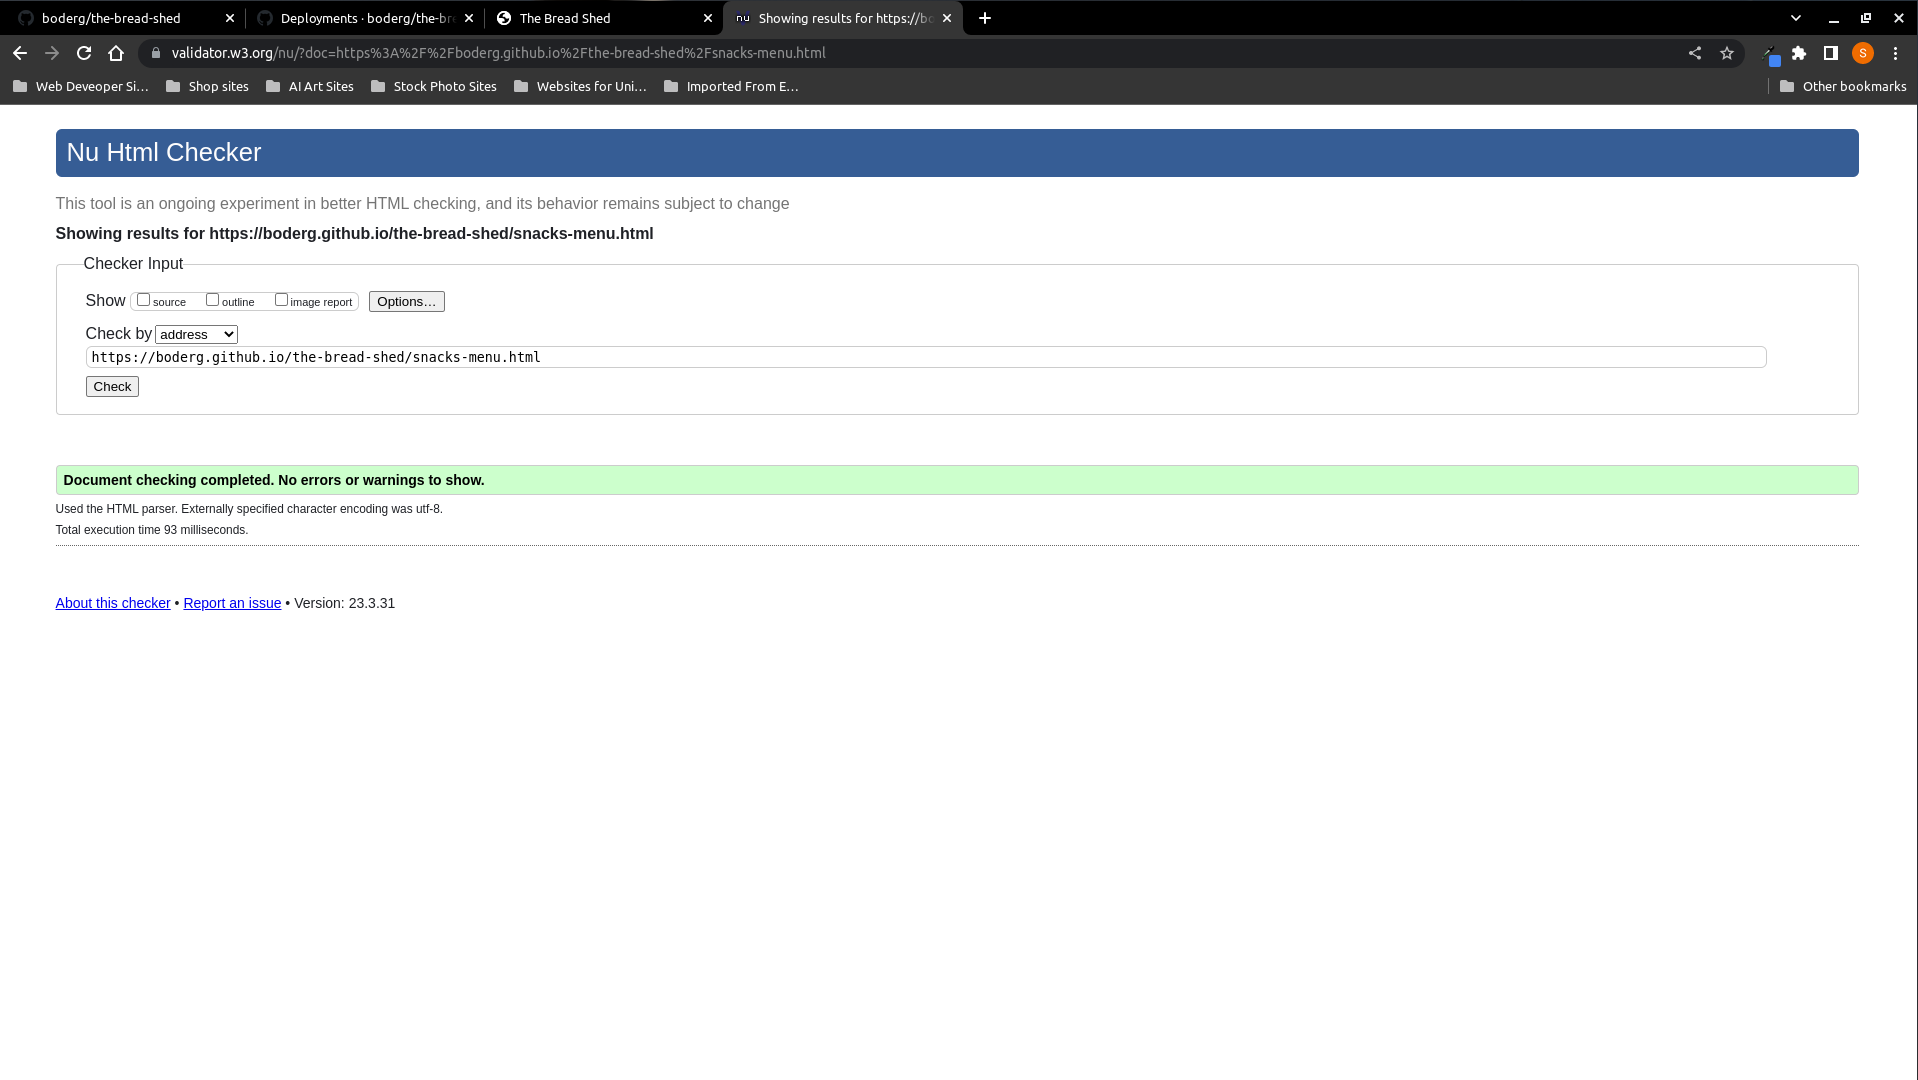 boderg/the-bread-shed
Deployments · boderg/the-bre
The Bread Shed
nu Showing results for https://bo
validator.w3.org/nu/?doc=https%3A%2F%2Fboderg.github.io%2Fthe-bread-shed%2Fsnacks-menu.html
S
Web Deveoper Si...
Shop sites
AI Art Sites
Stock Photo Sites
Websites for Uni...
Imported From E...
Other bookmarks
Nu Html Checker
This tool is an ongoing experiment in better HTML checking, and its behavior remains subject to change
Showing results for https://boderg.github.io/the-bread-shed/snacks-menu.html
Checker Input
Show source outline image report Options...
Check by address
https://boderg.github.io/the-bread-shed/snacks-menu.html
Check
Document checking completed. No errors or warnings to show.
Used the HTML parser. Externally specified character encoding was utf-8.
Total execution time 93 milliseconds.
About this checker • Report an issue • Version: 23.3.31